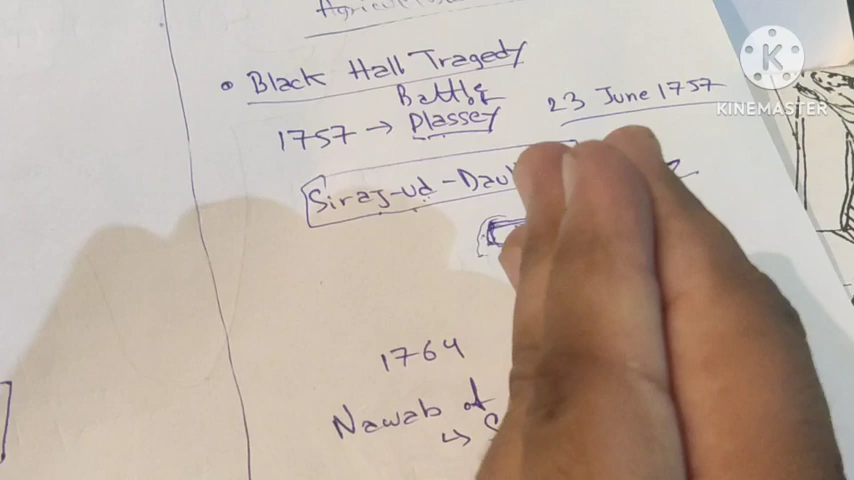 • Black Hall Tragedy
Battle
1757 → Plassey
23 June 1757
Siraj-ud-Daul
1764
Nawab of
↳ S
KINEMASTER